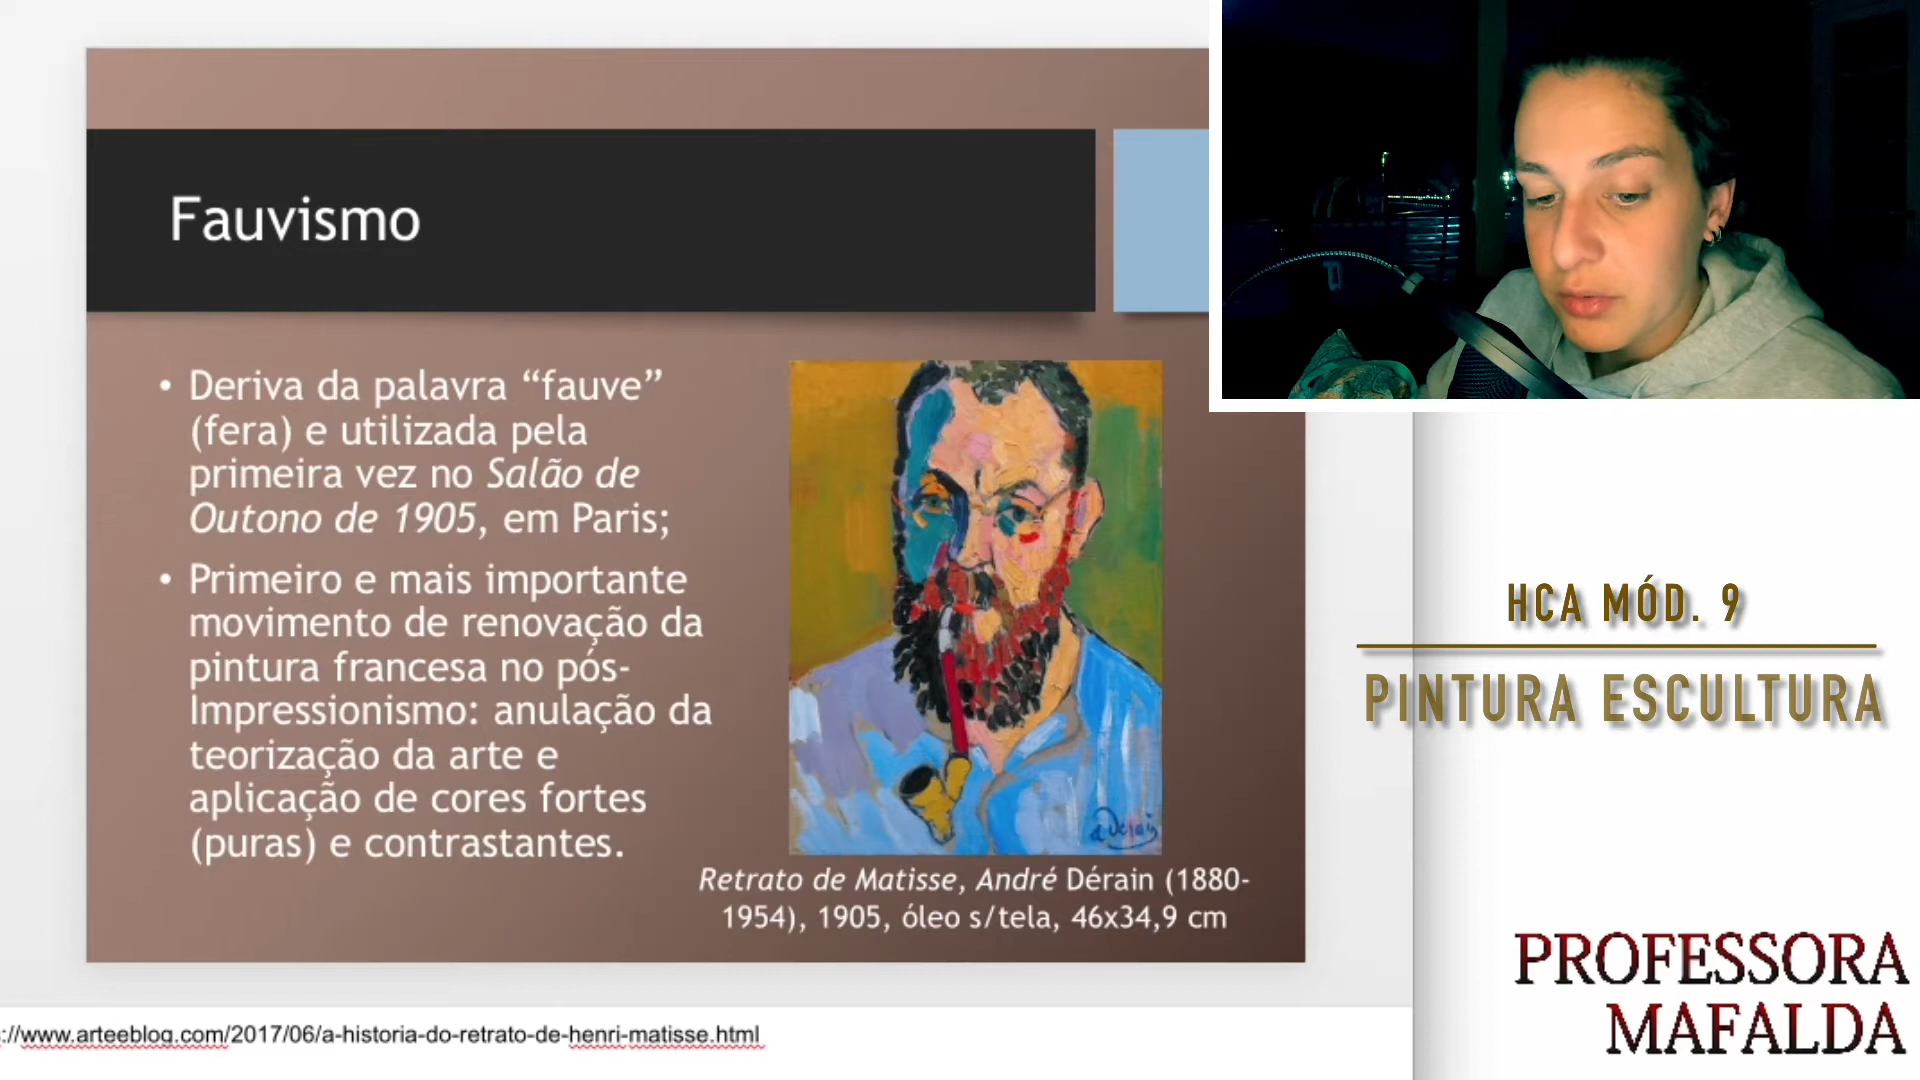 Fauvismo
• Deriva da palavra “fauve”
(fera) e utilizada pela
primeira vez no Salão de
Outono de 1905, em Paris;
• Primeiro e mais importante
movimento de renovação da
pintura francesa no pós-
Impressionismo: anulação da
teorização da arte e
aplicação de cores fortes
(puras) e contrastantes.
a Derain
Retrato de Matisse, André Dérain (1880-
1954), 1905, óleo s/tela, 46x34,9 cm
://www.arteeblog.com/2017/06/a-historia-do-retrato-de-henri-matisse.html
HCA MÓD. 9
PINTURA ESCULTURA
PROFESSORA
MAFALDA